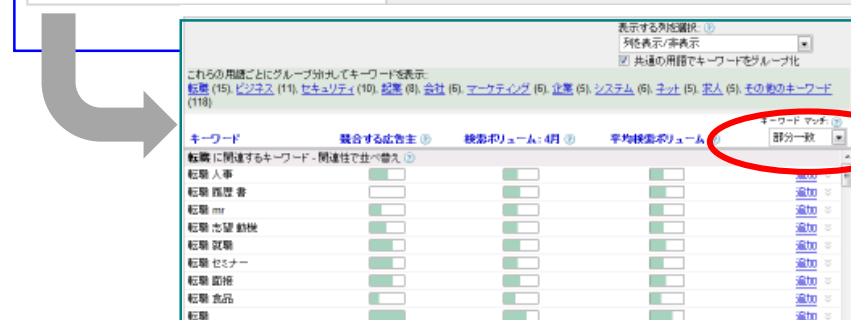 表示する列を選択:
列を表示/非表示
共通の用語でキーワードをグループ化
これらの用語ごとにグループ分けしてキーワードを表示:
転職 (15), ビジネス (11), セキュリティ (10), 起業 (8), 会社 (6), マーケティング (6), 企業 (5), システム (6), ネット (5), 求人 (5), その他のキーワード
(118)
キーワード マッチ:
キーワード 競合する広告主 検索ボリューム: 4月 平均検索ボリューム 部分一致
転職 に関連するキーワード - 関連性で並べ替え
転職 人事 追加
転職 履歴 書 追加
転職 mr 追加
転職 志望 動機 追加
転職 就職 追加
転職 セミナー 追加
転職 面接 追加
転職 食品 追加
転職 追加